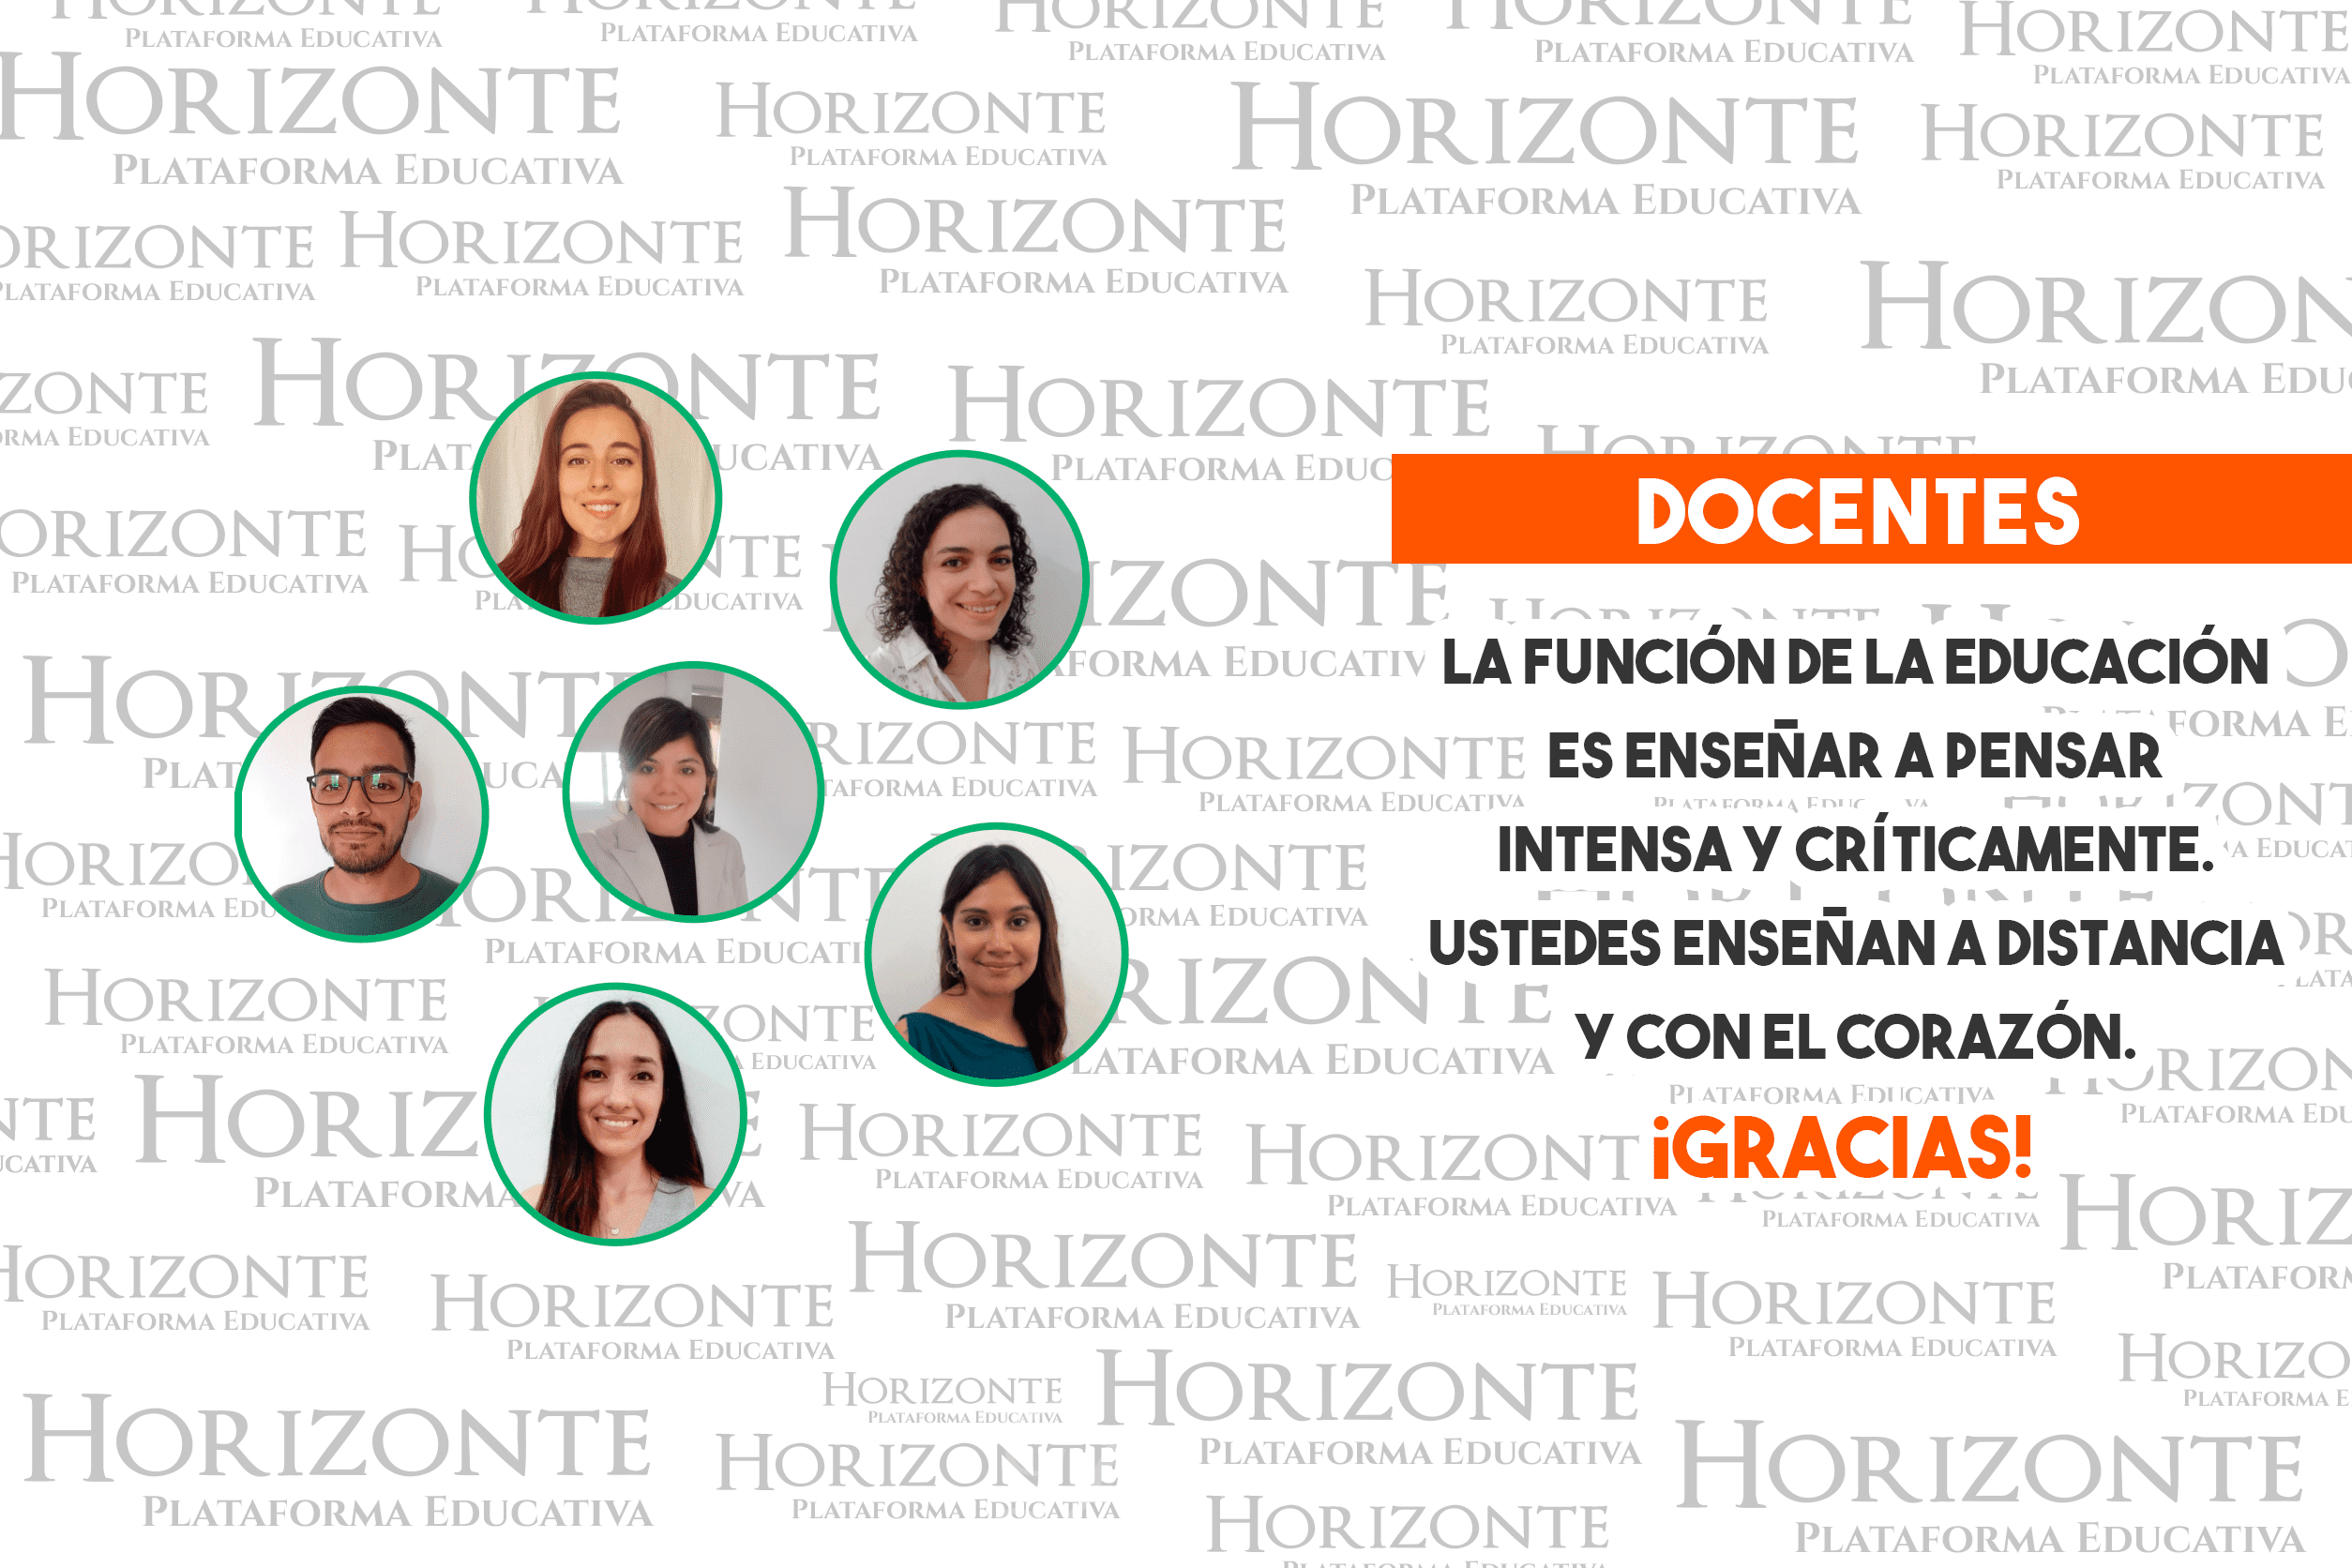 HORIZONTE
PLATAFORMA EDUCATIVA
DOCENTES
LA FUNCIÓN DE LA EDUCACIÓN
ES ENSEÑAR A PENSAR
INTENSA Y CRÍTICAMENTE.
USTEDES ENSEÑAN A DISTANCIA
Y CON EL CORAZÓN.
¡GRACIAS!